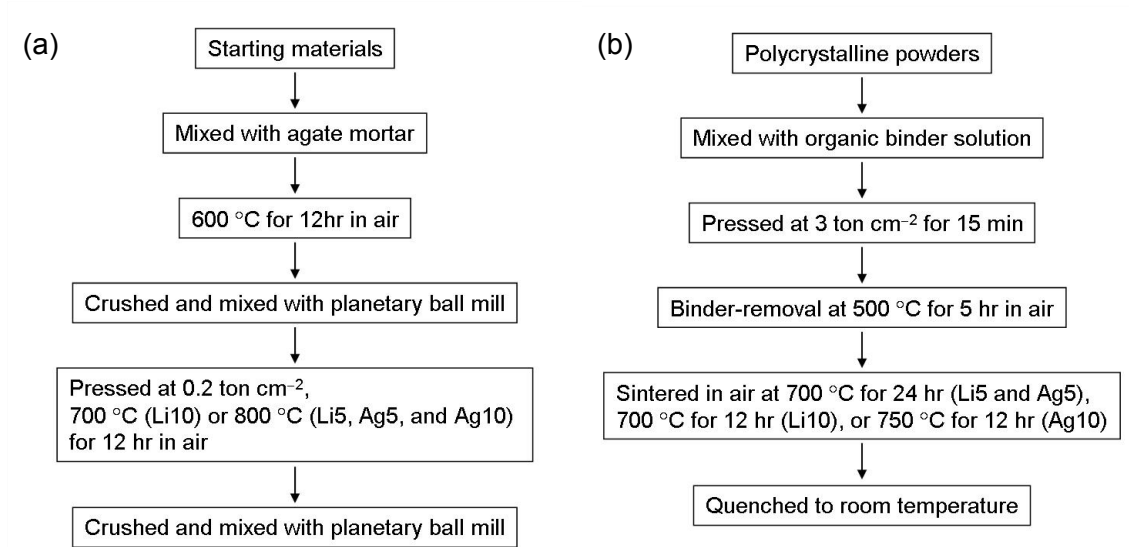 (a)
Starting materials
Mixed with agate mortar
600 °C for 12hr in air
Crushed and mixed with planetary ball mill
Pressed at 0.2 ton cm⁻²,
700 °C (Li10) or 800 °C (Li5, Ag5, and Ag10)
for 12 hr in air
Crushed and mixed with planetary ball mill
(b)
Polycrystalline powders
Mixed with organic binder solution
Pressed at 3 ton cm⁻² for 15 min
Binder-removal at 500 °C for 5 hr in air
Sintered in air at 700 °C for 24 hr (Li5 and Ag5),
700 °C for 12 hr (Li10), or 750 °C for 12 hr (Ag10)
Quenched to room temperature